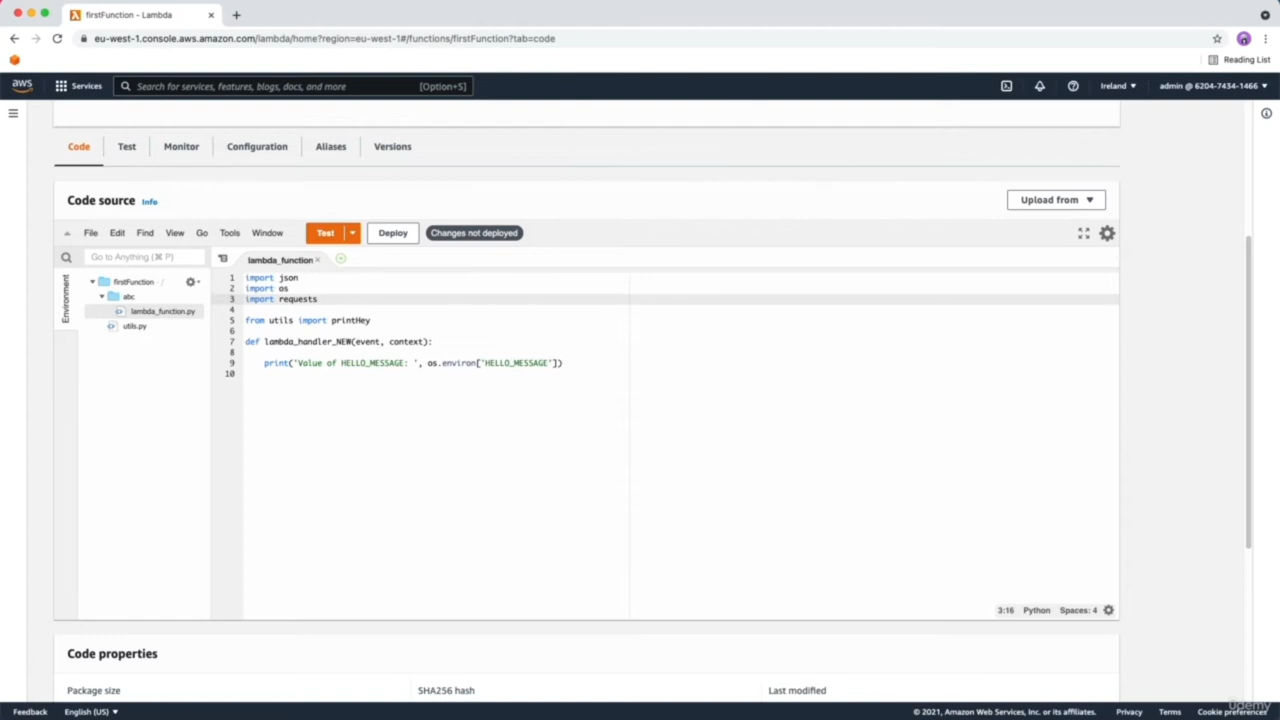 firstFunction - Lambda
eu-west-1.console.aws.amazon.com/lambda/home?region=eu-west-1#/functions/firstFunction?tab=code
Reading List
aws
Services
Search for services, features, blogs, docs, and more
[Option+S]
Ireland ▼
admin @ 6204-7434-1466 ▼
Code
Test
Monitor
Configuration
Aliases
Versions
Code source Info
Upload from ▼
File Edit Find View Go Tools Window
Test
Deploy
Changes not deployed
Go to Anything (⌘ P)
Environment
firstFunction /
abc
lambda_function.py
utils.py
lambda_function
1 import json
2 import os
3 import requests
4
5 from utils import printHey
6
7 def lambda_handler_NEW(event, context):
8
9 print('Value of HELLO_MESSAGE: ', os.environ['HELLO_MESSAGE'])
10
3:16 Python Spaces: 4
Code properties
Package size
SHA256 hash
Last modified
Feedback English (US) ▼
© 2021, Amazon Web Services, Inc. or its affiliates. Privacy Terms Cookie preferences
udemy